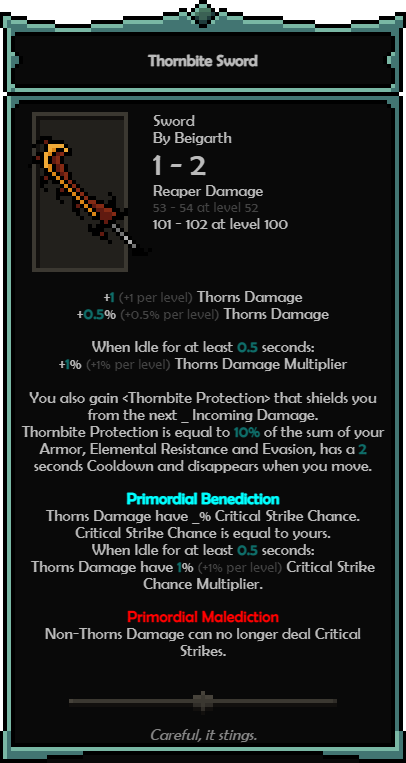 Thornbite Sword
Sword
By Beigarth
1 - 2
Reaper Damage
53 - 54 at level 52
101 - 102 at level 100
+1 (+1 per level) Thorns Damage
+0.5% (+0.5% per level) Thorns Damage
When Idle for at least 0.5 seconds:
+1% (+1% per level) Thorns Damage Multiplier
You also gain <Thornbite Protection> that shields you
from the next _ Incoming Damage.
Thornbite Protection is equal to 10% of the sum of your
Armor, Elemental Resistance and Evasion, has a 2
seconds Cooldown and disappears when you move.
Primordial Benediction
Thorns Damage have _% Critical Strike Chance.
Critical Strike Chance is equal to yours.
When Idle for at least 0.5 seconds:
Thorns Damage have 1% (+1% per level) Critical Strike
Chance Multiplier.
Primordial Malediction
Non-Thorns Damage can no longer deal Critical
Strikes.
Careful, it stings.